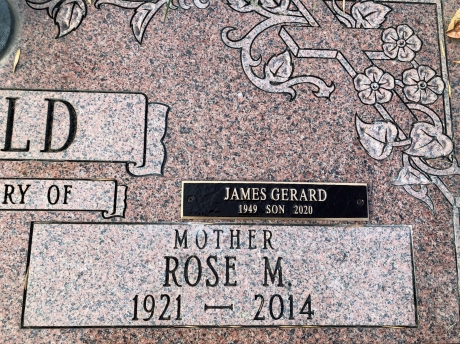 LD
RY OF
JAMES GERARD
1949 SON 2020
MOTHER
ROSE M.
1921 — 2014